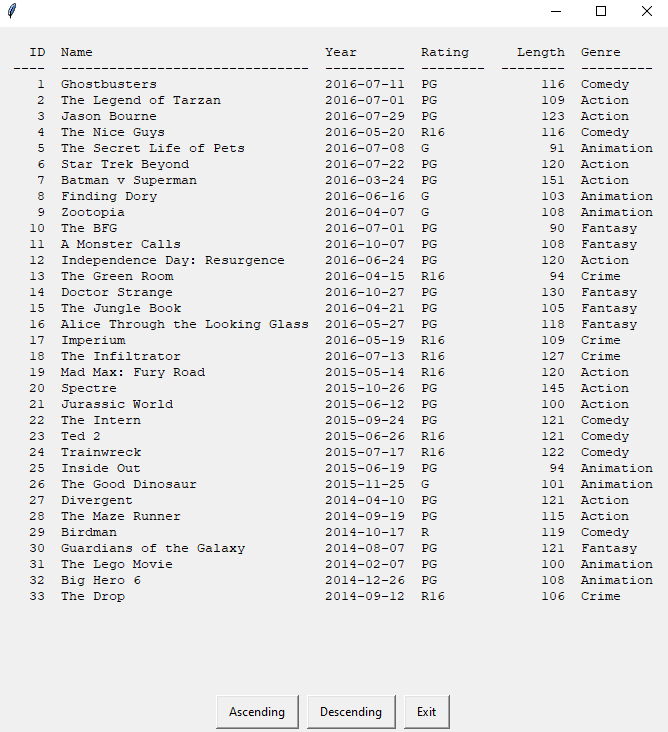 ID  Name                             Year        Rating      Length  Genre
----  -------------------------------  ----------  --------  --------  ---------
1  Ghostbusters                     2016-07-11  PG             116  Comedy
2  The Legend of Tarzan             2016-07-01  PG             109  Action
3  Jason Bourne                     2016-07-29  PG             123  Action
4  The Nice Guys                    2016-05-20  R16            116  Comedy
5  The Secret Life of Pets          2016-07-08  G               91  Animation
6  Star Trek Beyond                 2016-07-22  PG             120  Action
7  Batman v Superman                2016-03-24  PG             151  Action
8  Finding Dory                     2016-06-16  G              103  Animation
9  Zootopia                         2016-04-07  G              108  Animation
10  The BFG                          2016-07-01  PG              90  Fantasy
11  A Monster Calls                  2016-10-07  PG             108  Fantasy
12  Independence Day: Resurgence     2016-06-24  PG             120  Action
13  The Green Room                   2016-04-15  R16             94  Crime
14  Doctor Strange                   2016-10-27  PG             130  Fantasy
15  The Jungle Book                  2016-04-21  PG             105  Fantasy
16  Alice Through the Looking Glass  2016-05-27  PG             118  Fantasy
17  Imperium                         2016-05-19  R16            109  Crime
18  The Infiltrator                  2016-07-13  R16            127  Crime
19  Mad Max: Fury Road               2015-05-14  R16            120  Action
20  Spectre                          2015-10-26  PG             145  Action
21  Jurassic World                   2015-06-12  PG             100  Action
22  The Intern                       2015-09-24  PG             121  Comedy
23  Ted 2                            2015-06-26  R16            121  Comedy
24  Trainwreck                       2015-07-17  R16            122  Comedy
25  Inside Out                       2015-06-19  PG              94  Animation
26  The Good Dinosaur                2015-11-25  G              101  Animation
27  Divergent                        2014-04-10  PG             121  Action
28  The Maze Runner                  2014-09-19  PG             115  Action
29  Birdman                          2014-10-17  R              119  Comedy
30  Guardians of the Galaxy          2014-08-07  PG             121  Fantasy
31  The Lego Movie                   2014-02-07  PG             100  Animation
32  Big Hero 6                       2014-12-26  PG             108  Animation
33  The Drop                         2014-09-12  R16            106  Crime
Ascending  Descending  Exit